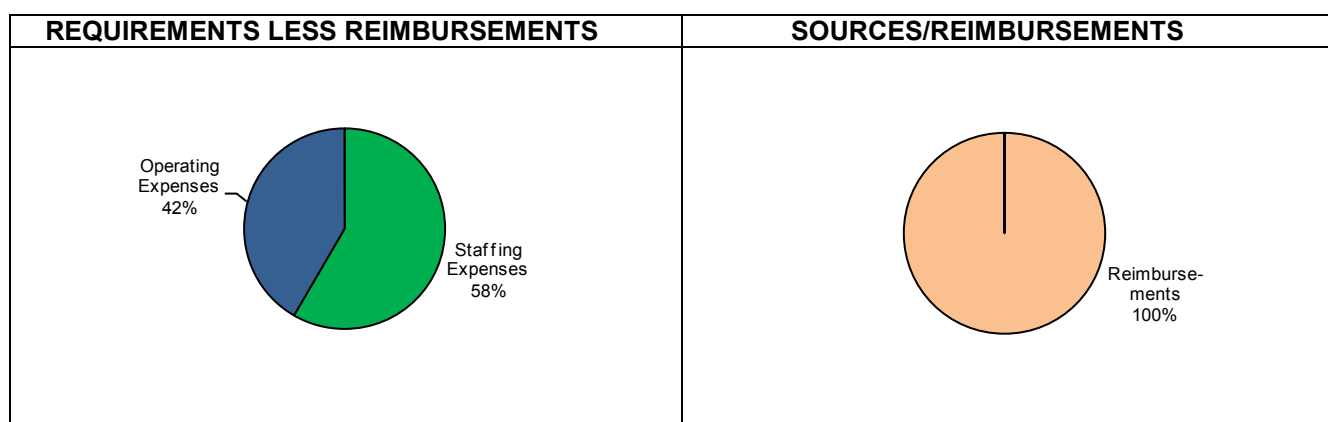 REQUIREMENTS LESS REIMBURSEMENTS
SOURCES/REIMBURSEMENTS
Operating
Expenses
42%
Staffing
Expenses
58%
Reimburse-
ments
100%